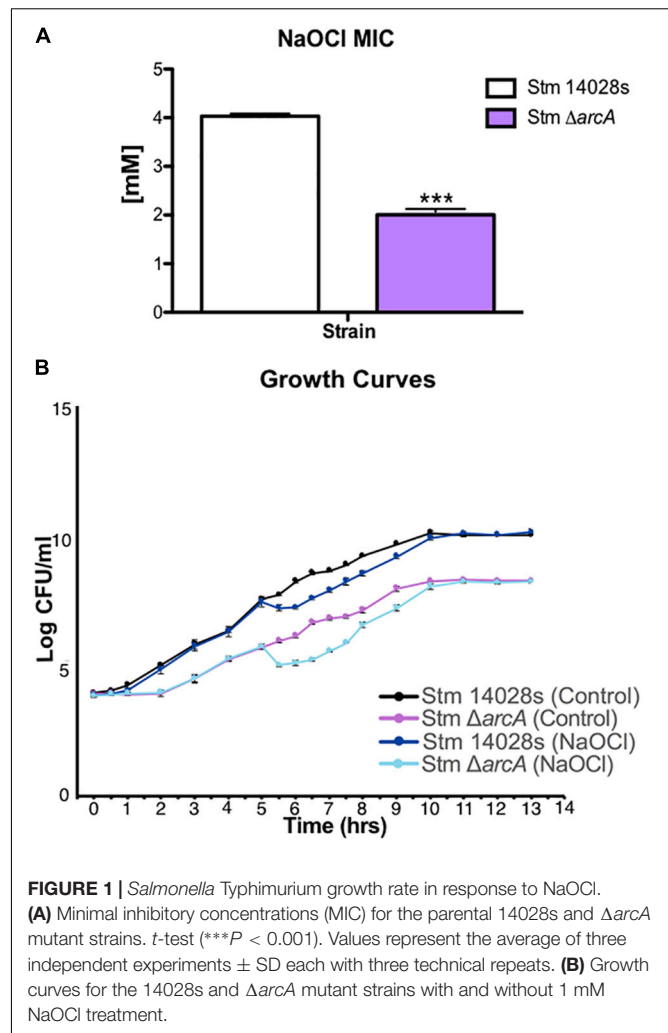 A
NaOCl MIC
5
4
3
2
1
0
[mM]
***
Stm 14028s
Stm ΔarcA
Strain
B
Growth Curves
15
10
5
0
Log CFU/ml
Stm 14028s (Control)
Stm ΔarcA (Control)
Stm 14028s (NaOCl)
Stm ΔarcA (NaOCl)
0 1 2 3 4 5 6 7 8 9 10 11 12 13 14
Time (hrs)
FIGURE 1 | Salmonella Typhimurium growth rate in response to NaOCl.
(A) Minimal inhibitory concentrations (MIC) for the parental 14028s and ΔarcA
mutant strains. t-test (***P < 0.001). Values represent the average of three
independent experiments ± SD each with three technical repeats. (B) Growth
curves for the 14028s and ΔarcA mutant strains with and without 1 mM
NaOCl treatment.